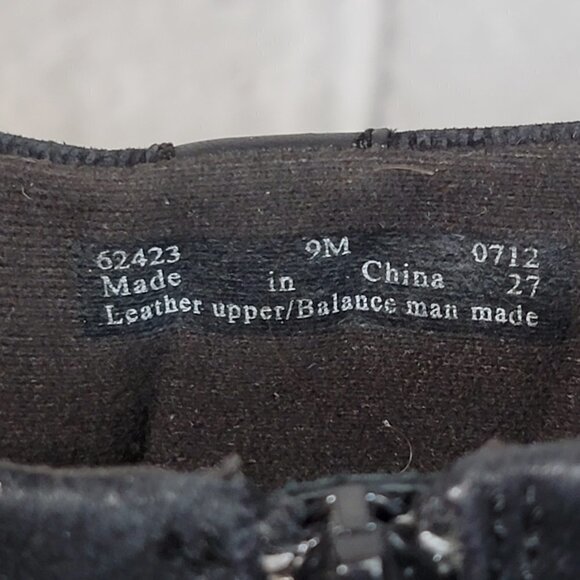 62423 9M 0712
Made in China 27
Leather upper/Balance man made